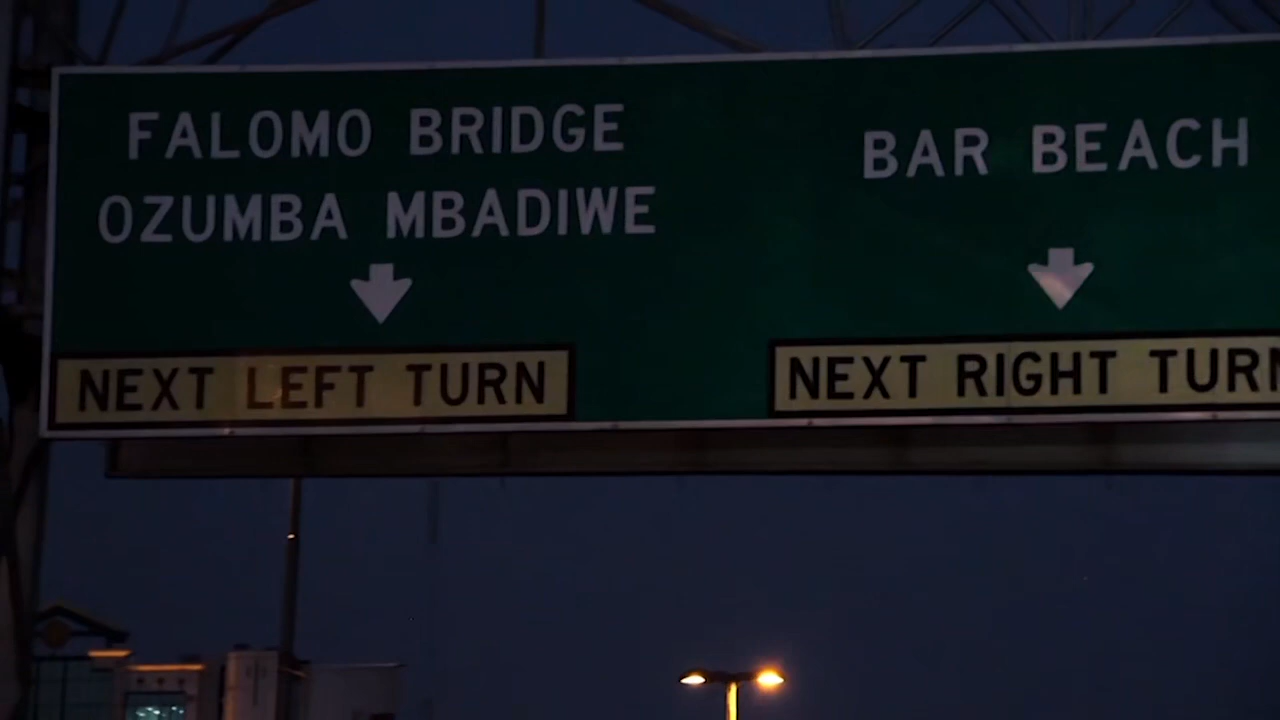 FALOMO BRIDGE
OZUMBA MBADIWE
NEXT LEFT TURN
BAR BEACH
NEXT RIGHT TURN